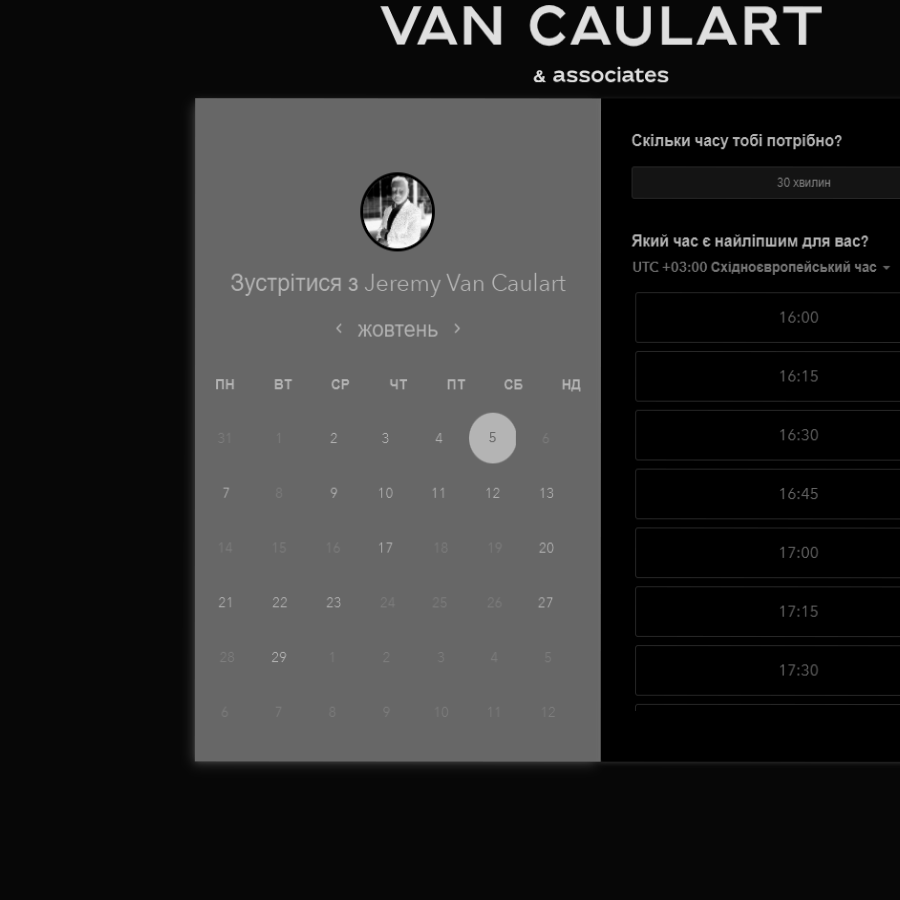 VAN CAULART
& associates
Зустрітися з Jeremy Van Caulart
‹ жовтень ›
ПН ВТ СР ЧТ ПТ СБ НД
31 1 2 3 4 5 6
7 8 9 10 11 12 13
14 15 16 17 18 19 20
21 22 23 24 25 26 27
28 29 1 2 3 4 5
6 7 8 9 10 11 12
Скільки часу тобі потрібно?
30 хвилин
Який час є найліпшим для вас?
UTC +03:00 Східноєвропейський час
16:00
16:15
16:30
16:45
17:00
17:15
17:30